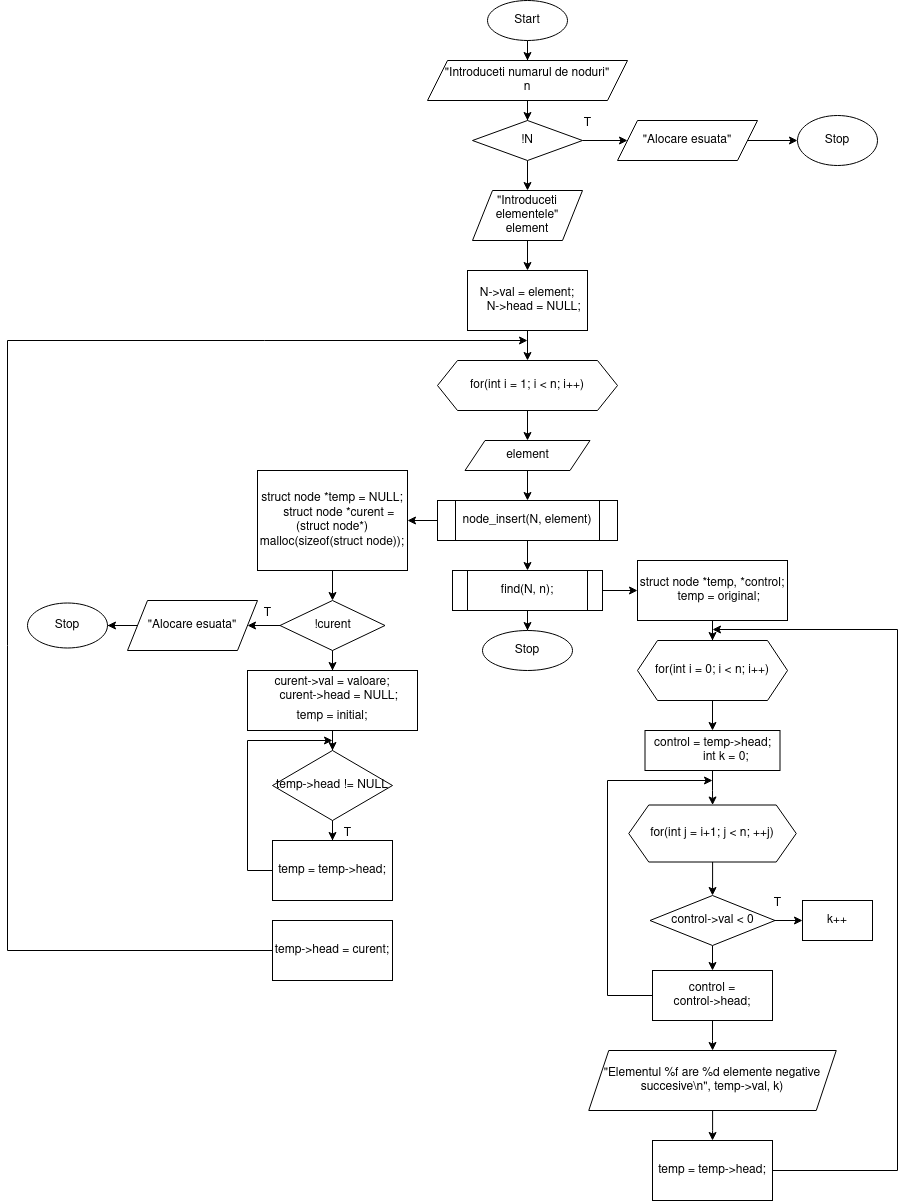 Start
"Introduceti numarul de noduri"
n
!N
T
"Alocare esuata"
Stop
"Introduceti
elementele"
element
N->val = element;
N->head = NULL;
for(int i = 1; i < n; i++)
element
node_insert(N, element)
struct node *temp = NULL;
struct node *curent =
(struct node*)
malloc(sizeof(struct node));
find(N, n);
struct node *temp, *control;
temp = original;
Stop
"Alocare esuata"
T
!curent
Stop
for(int i = 0; i < n; i++)
curent->val = valoare;
curent->head = NULL;
temp = initial;
control = temp->head;
int k = 0;
temp->head != NULL
T
for(int j = i+1; j < n; ++j)
temp = temp->head;
control->val < 0
T
k++
temp->head = curent;
control =
control->head;
"Elementul %f are %d elemente negative
succesive\n", temp->val, k)
temp = temp->head;